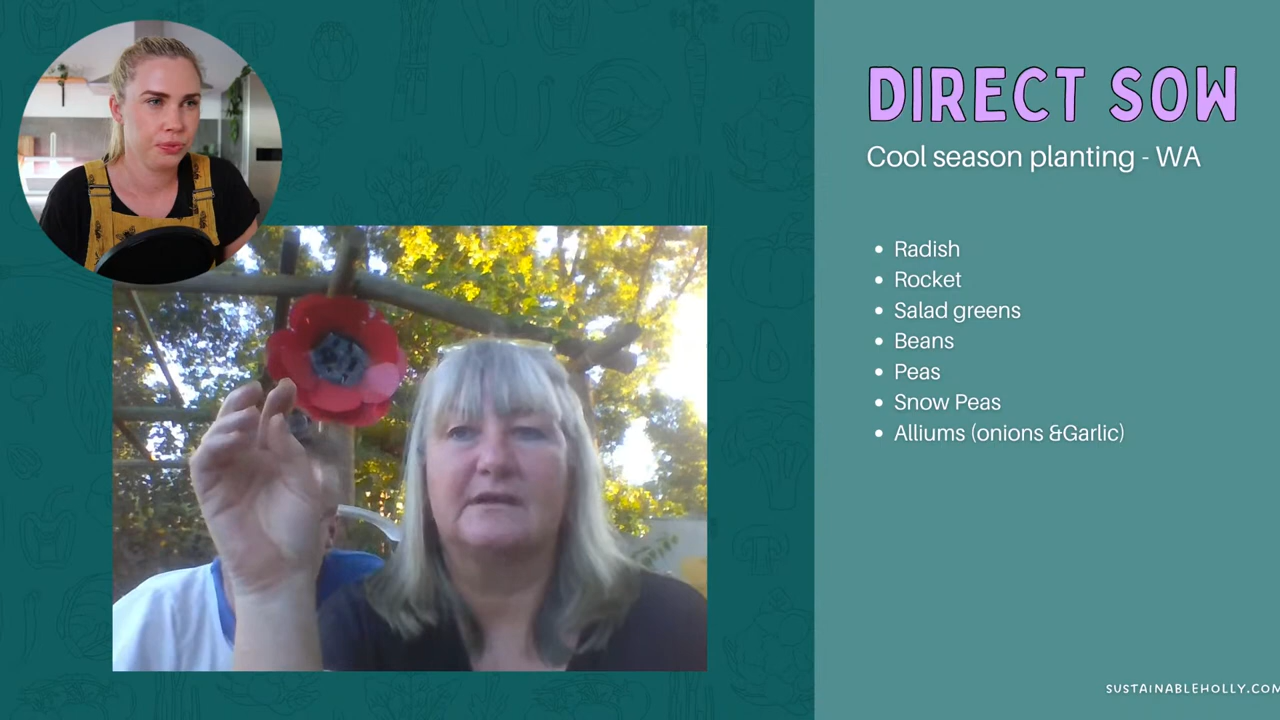 DIRECT SOW
Cool season planting - WA
Radish
Rocket
Salad greens
Beans
Peas
Snow Peas
Alliums (onions &Garlic)
SUSTAINABLEHOLLY.COM